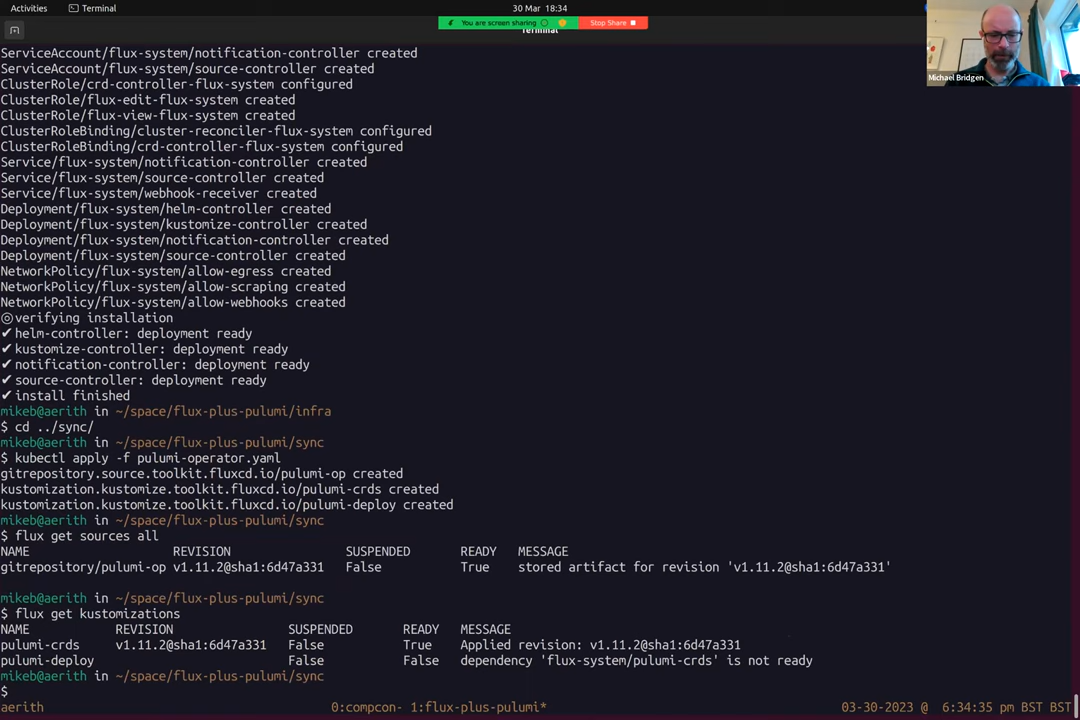 Activities
Terminal
30 Mar 18:34
You are screen sharing
Stop Share
Terminal
Michael Bridgen
ServiceAccount/flux-system/notification-controller created
ServiceAccount/flux-system/source-controller created
ClusterRole/crd-controller-flux-system configured
ClusterRole/flux-edit-flux-system created
ClusterRole/flux-view-flux-system created
ClusterRoleBinding/cluster-reconciler-flux-system configured
ClusterRoleBinding/crd-controller-flux-system configured
Service/flux-system/notification-controller created
Service/flux-system/source-controller created
Service/flux-system/webhook-receiver created
Deployment/flux-system/helm-controller created
Deployment/flux-system/kustomize-controller created
Deployment/flux-system/notification-controller created
Deployment/flux-system/source-controller created
NetworkPolicy/flux-system/allow-egress created
NetworkPolicy/flux-system/allow-scraping created
NetworkPolicy/flux-system/allow-webhooks created
◎ verifying installation
✔ helm-controller: deployment ready
✔ kustomize-controller: deployment ready
✔ notification-controller: deployment ready
✔ source-controller: deployment ready
✔ install finished
mikeb@aerith in ~/space/flux-plus-pulumi/infra
$ cd ../sync/
mikeb@aerith in ~/space/flux-plus-pulumi/sync
$ kubectl apply -f pulumi-operator.yaml
gitrepository.source.toolkit.fluxcd.io/pulumi-op created
kustomization.kustomize.toolkit.fluxcd.io/pulumi-crds created
kustomization.kustomize.toolkit.fluxcd.io/pulumi-deploy created
mikeb@aerith in ~/space/flux-plus-pulumi/sync
$ flux get sources all
NAME REVISION SUSPENDED READY MESSAGE
gitrepository/pulumi-op v1.11.2@sha1:6d47a331 False True stored artifact for revision 'v1.11.2@sha1:6d47a331'
mikeb@aerith in ~/space/flux-plus-pulumi/sync
$ flux get kustomizations
NAME REVISION SUSPENDED READY MESSAGE
pulumi-crds v1.11.2@sha1:6d47a331 False True Applied revision: v1.11.2@sha1:6d47a331
pulumi-deploy False False dependency 'flux-system/pulumi-crds' is not ready
mikeb@aerith in ~/space/flux-plus-pulumi/sync
$
aerith 0:compcon- 1:flux-plus-pulumi* 03-30-2023 @ 6:34:35 pm BST BST